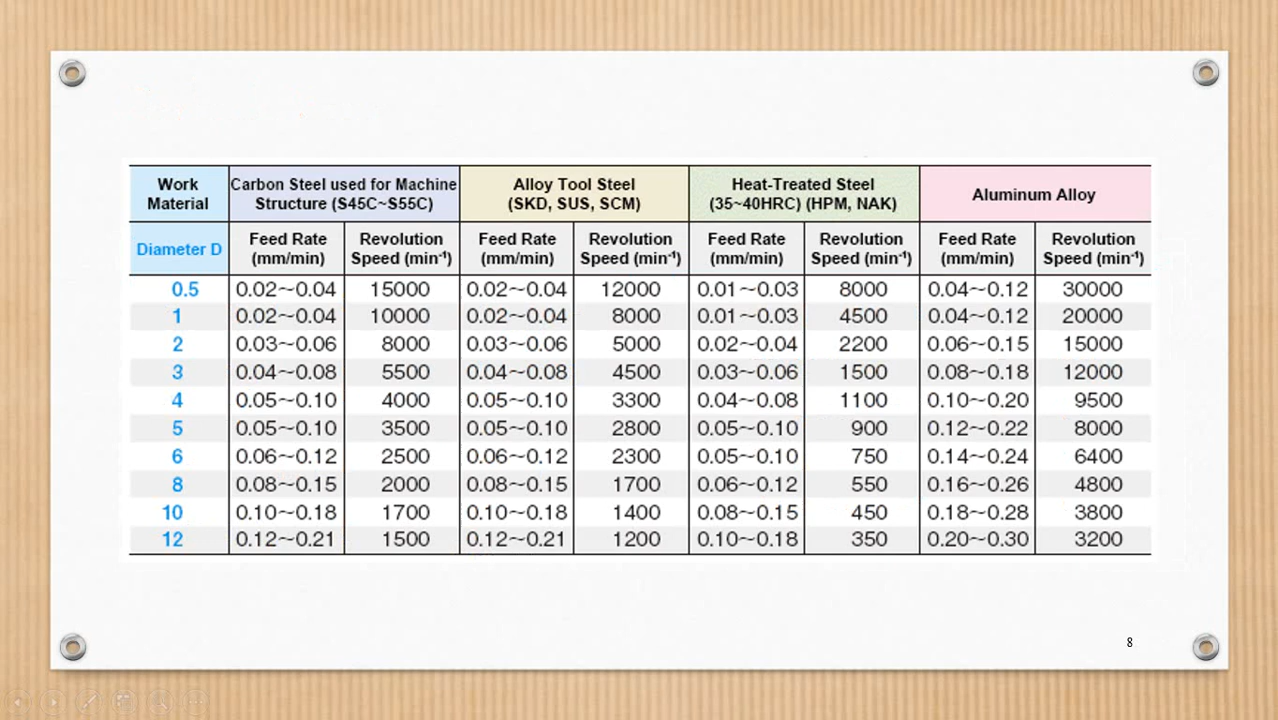 Work Material | Carbon Steel used for Machine Structure (S45C~S55C) | Alloy Tool Steel (SKD, SUS, SCM) | Heat-Treated Steel (35~40HRC) (HPM, NAK) | Aluminum Alloy
Diameter D | Feed Rate (mm/min) | Revolution Speed (min⁻¹) | Feed Rate (mm/min) | Revolution Speed (min⁻¹) | Feed Rate (mm/min) | Revolution Speed (min⁻¹) | Feed Rate (mm/min) | Revolution Speed (min⁻¹)
0.5 | 0.02~0.04 | 15000 | 0.02~0.04 | 12000 | 0.01~0.03 | 8000 | 0.04~0.12 | 30000
1 | 0.02~0.04 | 10000 | 0.02~0.04 | 8000 | 0.01~0.03 | 4500 | 0.04~0.12 | 20000
2 | 0.03~0.06 | 8000 | 0.03~0.06 | 5000 | 0.02~0.04 | 2200 | 0.06~0.15 | 15000
3 | 0.04~0.08 | 5500 | 0.04~0.08 | 4500 | 0.03~0.06 | 1500 | 0.08~0.18 | 12000
4 | 0.05~0.10 | 4000 | 0.05~0.10 | 3300 | 0.04~0.08 | 1100 | 0.10~0.20 | 9500
5 | 0.05~0.10 | 3500 | 0.05~0.10 | 2800 | 0.05~0.10 | 900 | 0.12~0.22 | 8000
6 | 0.06~0.12 | 2500 | 0.06~0.12 | 2300 | 0.05~0.10 | 750 | 0.14~0.24 | 6400
8 | 0.08~0.15 | 2000 | 0.08~0.15 | 1700 | 0.06~0.12 | 550 | 0.16~0.26 | 4800
10 | 0.10~0.18 | 1700 | 0.10~0.18 | 1400 | 0.08~0.15 | 450 | 0.18~0.28 | 3800
12 | 0.12~0.21 | 1500 | 0.12~0.21 | 1200 | 0.10~0.18 | 350 | 0.20~0.30 | 3200
8